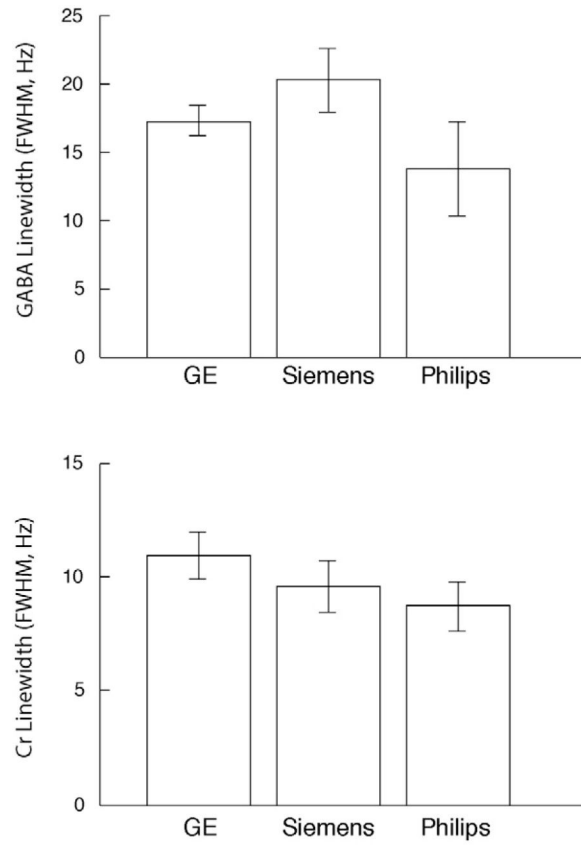 GABA Linewidth (FWHM, Hz)
25
20
15
10
5
0
GE Siemens Philips
Cr Linewidth (FWHM, Hz)
15
10
5
0
GE Siemens Philips